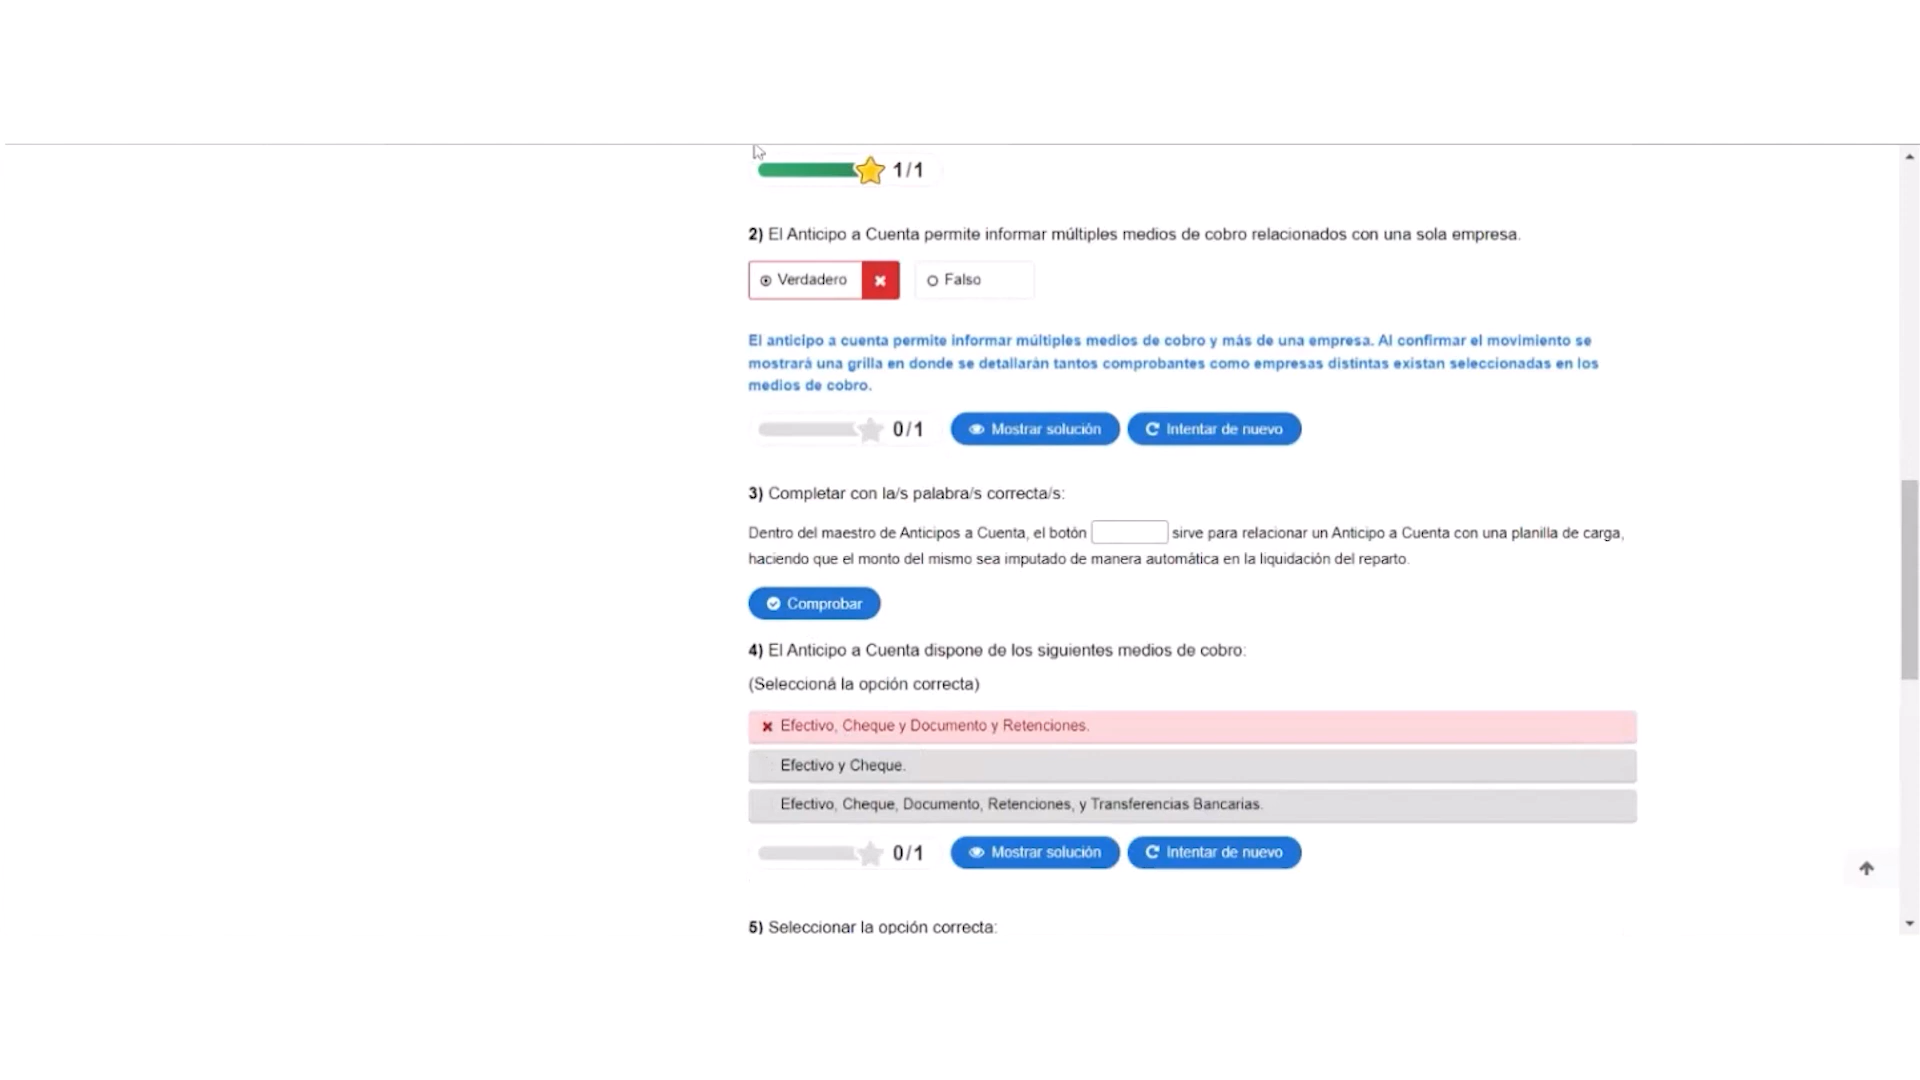 1/1
2) El Anticipo a Cuenta permite informar múltiples medios de cobro relacionados con una sola empresa.
Verdadero
Falso
El anticipo a cuenta permite informar múltiples medios de cobro y más de una empresa. Al confirmar el movimiento se
mostrará una grilla en donde se detallarán tantos comprobantes como empresas distintas existan seleccionadas en los
medios de cobro.
0/1 Mostrar solución Intentar de nuevo
3) Completar con la/s palabra/s correcta/s:
Dentro del maestro de Anticipos a Cuenta, el botón sirve para relacionar un Anticipo a Cuenta con una planilla de carga,
haciendo que el monto del mismo sea imputado de manera automática en la liquidación del reparto.
Comprobar
4) El Anticipo a Cuenta dispone de los siguientes medios de cobro:
(Seleccioná la opción correcta)
Efectivo, Cheque y Documento y Retenciones.
Efectivo y Cheque.
Efectivo, Cheque, Documento, Retenciones, y Transferencias Bancarias.
0/1 Mostrar solución Intentar de nuevo
5) Seleccionar la opción correcta: